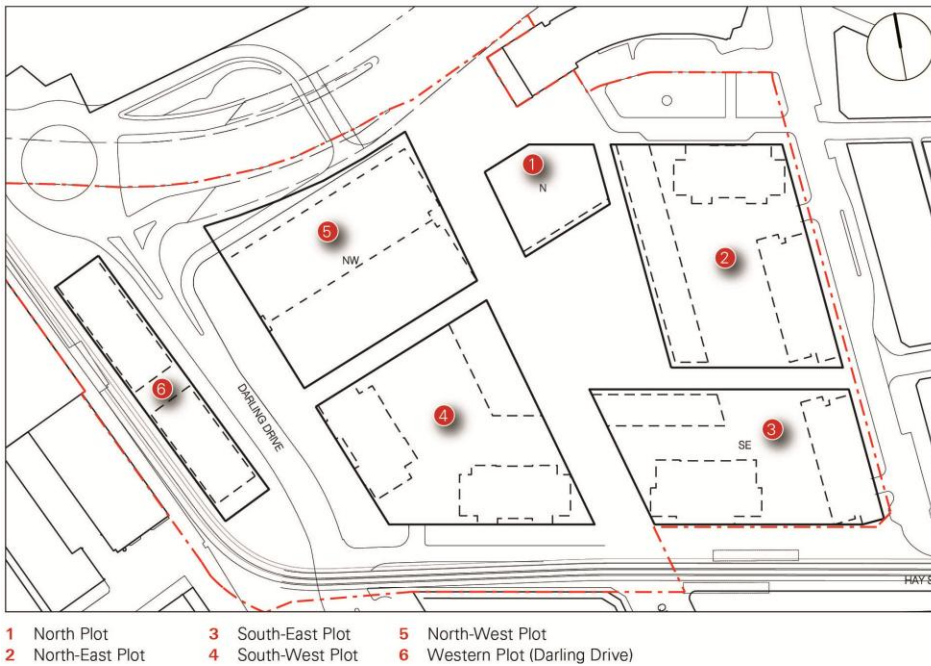 1
N
2
5
NW
6
DARLING DRIVE
4
3
SE
HAY S
1 North Plot
2 North-East Plot
3 South-East Plot
4 South-West Plot
5 North-West Plot
6 Western Plot (Darling Drive)